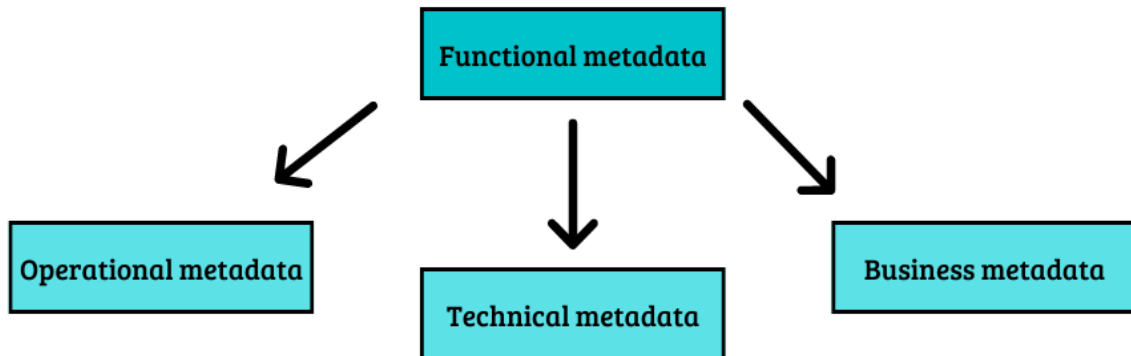 Functional metadata
Operational metadata
Technical metadata
Business metadata